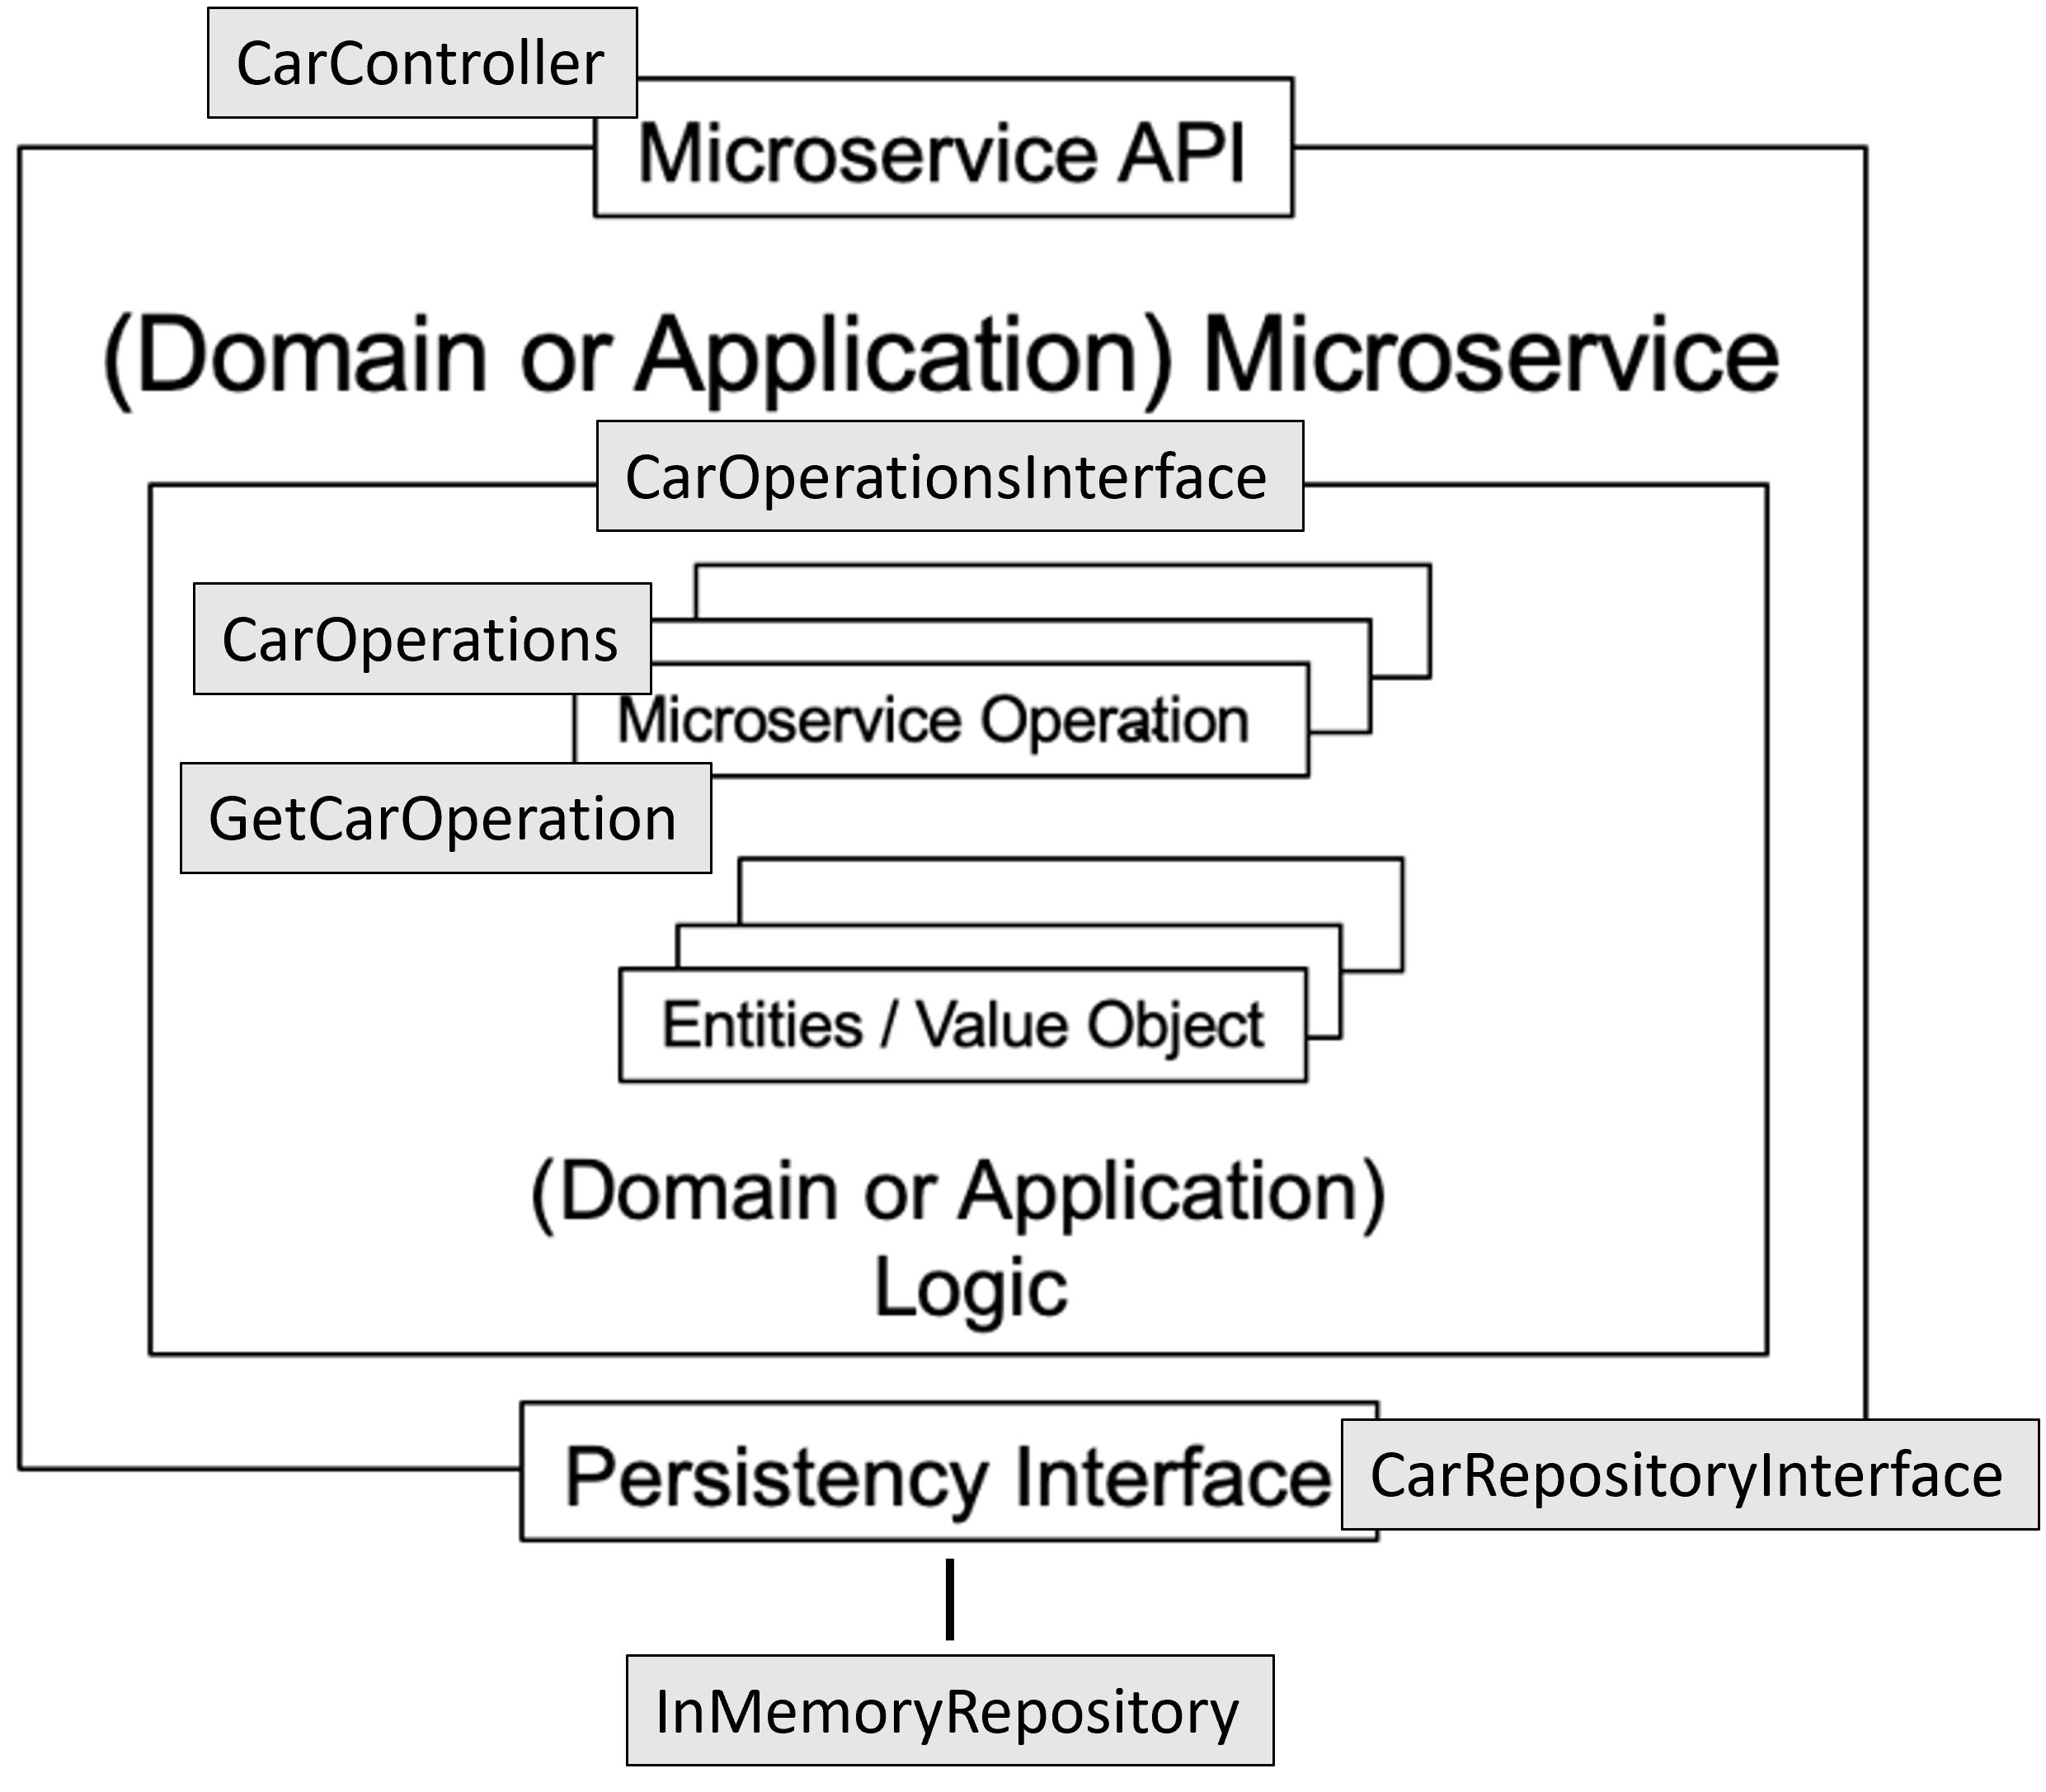 CarController
Microservice API
(Domain or Application) Microservice
CarOperationsInterface
CarOperations
Microservice Operation
GetCarOperation
Entities / Value Object
(Domain or Application)
Logic
Persistency Interface
CarRepositoryInterface
InMemoryRepository